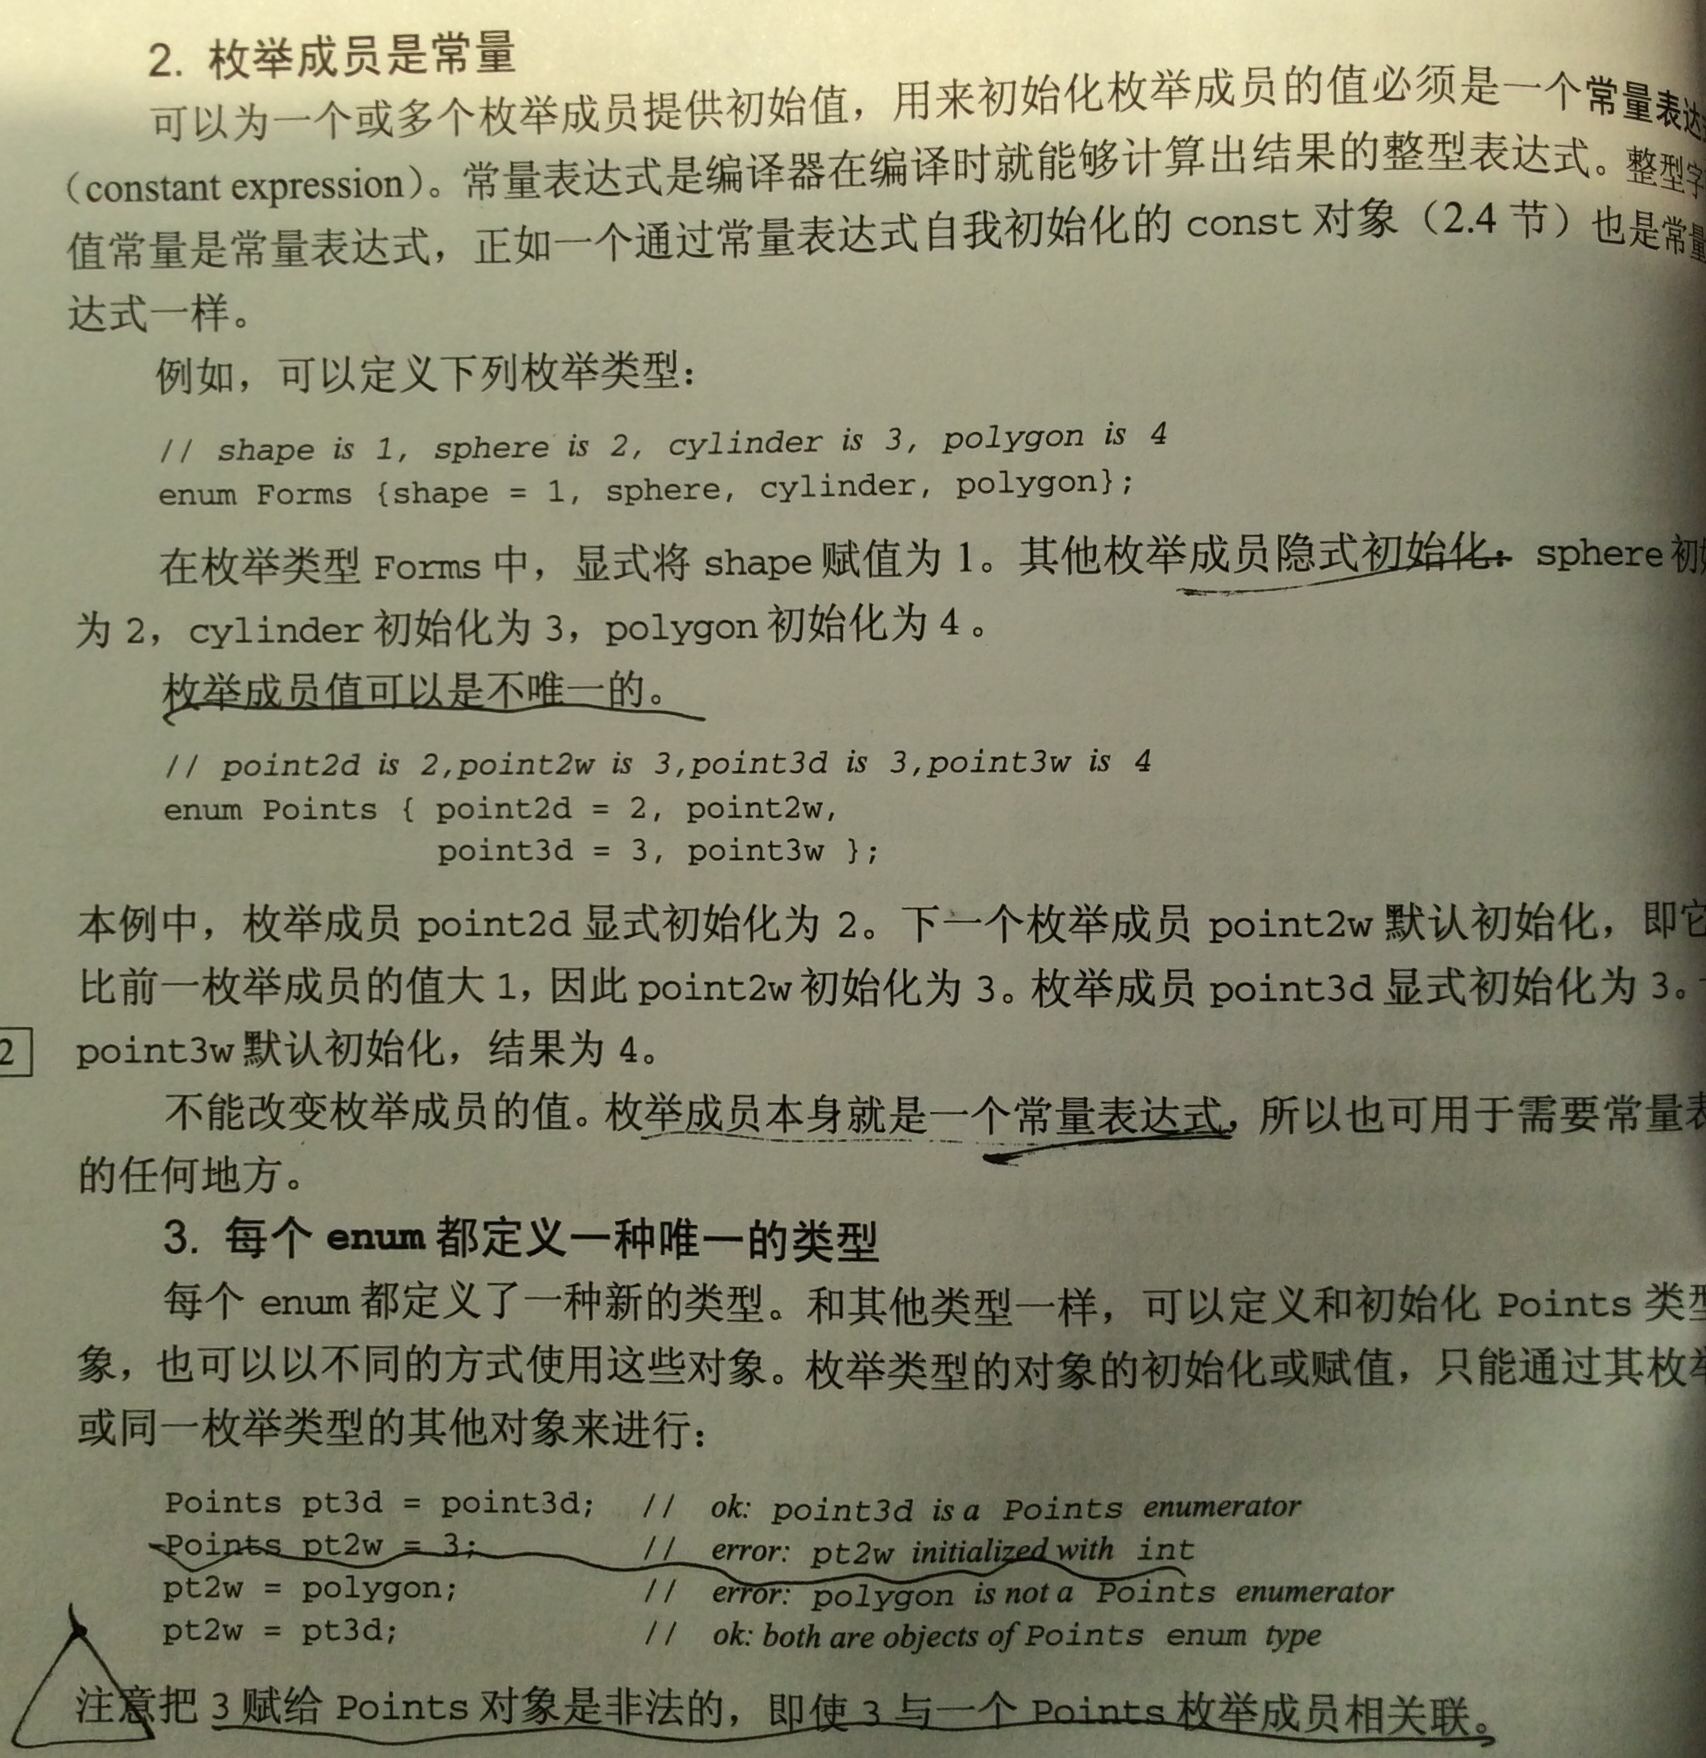 2. 枚举成员是常量
可以为一个或多个枚举成员提供初始值，用来初始化枚举成员的值必须是一个常量表达
（constant expression）。常量表达式是编译器在编译时就能够计算出结果的整型表达式。整型字
值常量是常量表达式，正如一个通过常量表达式自我初始化的 const 对象（2.4 节）也是常量
达式一样。
例如，可以定义下列枚举类型：
// shape is 1, sphere is 2, cylinder is 3, polygon is 4
enum Forms {shape = 1, sphere, cylinder, polygon};
在枚举类型 Forms 中，显式将 shape 赋值为 1。其他枚举成员隐式初始化：sphere 初
为 2，cylinder 初始化为 3，polygon 初始化为 4 。
枚举成员值可以是不唯一的。
// point2d is 2,point2w is 3,point3d is 3,point3w is 4
enum Points { point2d = 2, point2w,
point3d = 3, point3w };
本例中，枚举成员 point2d 显式初始化为 2。下一个枚举成员 point2w 默认初始化，即它
比前一枚举成员的值大 1，因此 point2w 初始化为 3。枚举成员 point3d 显式初始化为 3。
2
point3w 默认初始化，结果为 4。
不能改变枚举成员的值。枚举成员本身就是一个常量表达式，所以也可用于需要常量表
的任何地方。
3. 每个 enum 都定义一种唯一的类型
每个 enum 都定义了一种新的类型。和其他类型一样，可以定义和初始化 Points 类型
象，也可以以不同的方式使用这些对象。枚举类型的对象的初始化或赋值，只能通过其枚举
或同一枚举类型的其他对象来进行：
Points pt3d = point3d; // ok: point3d is a Points enumerator
Points pt2w = 3; // error: pt2w initialized with int
pt2w = polygon; // error: polygon is not a Points enumerator
pt2w = pt3d; // ok: both are objects of Points enum type
注意把 3 赋给 Points 对象是非法的，即使 3 与一个 Points 枚举成员相关联。